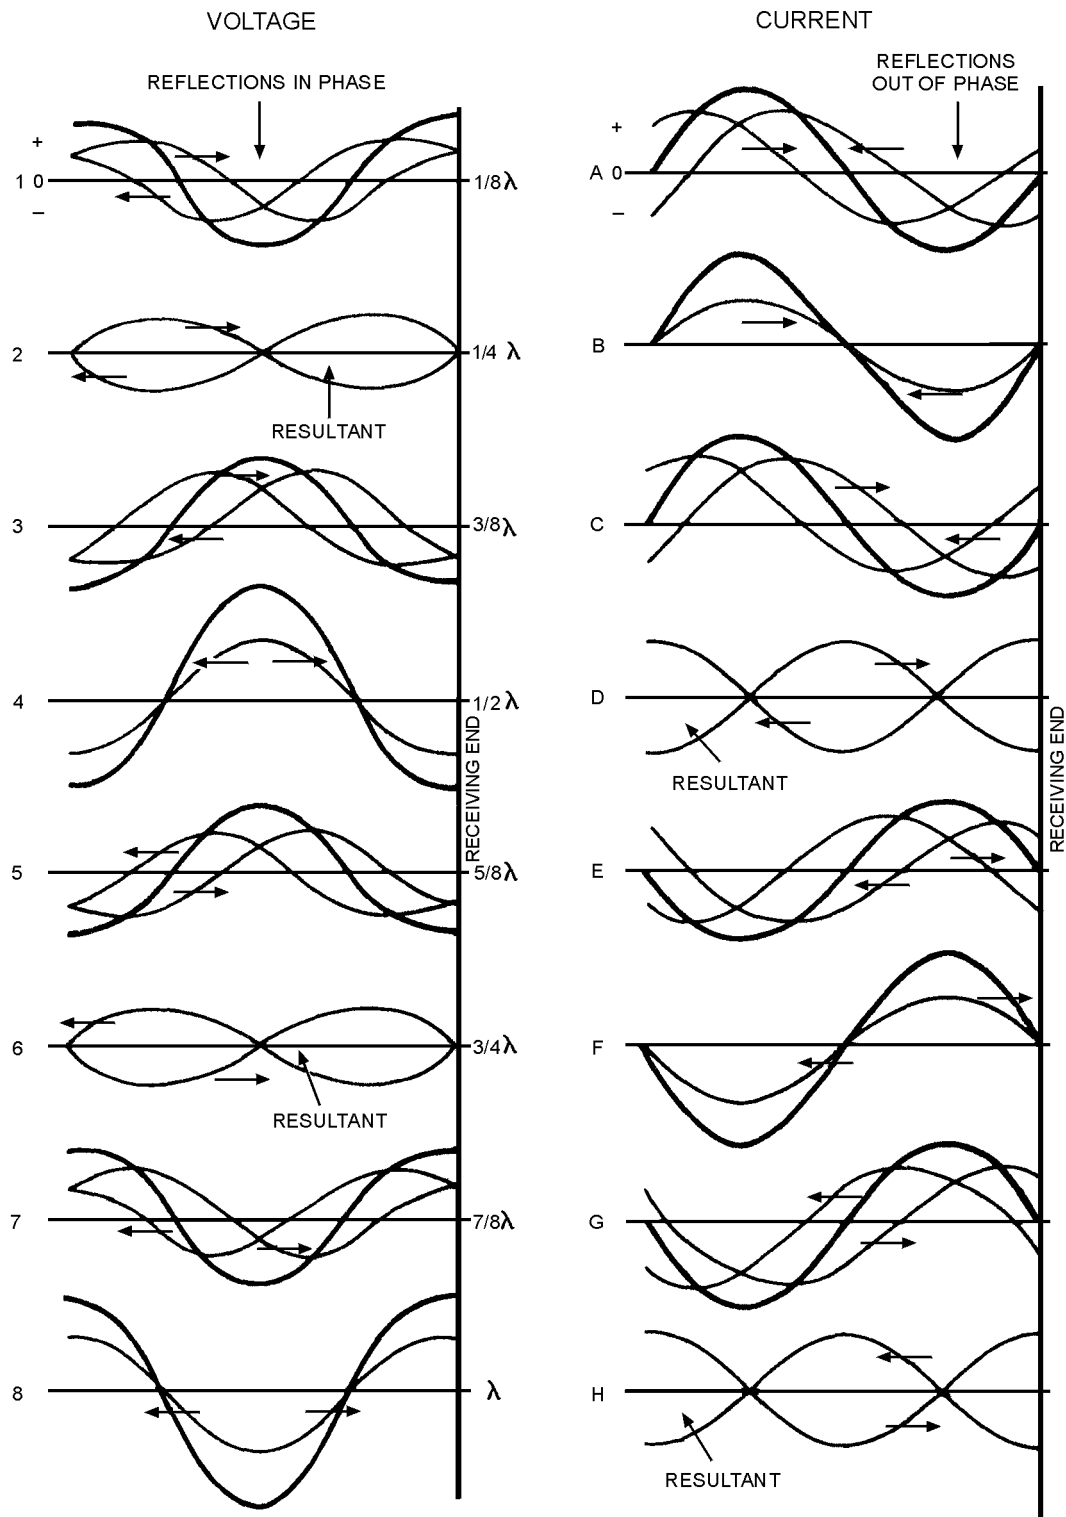 VOLTAGE
CURRENT
REFLECTIONS IN PHASE
REFLECTIONS
OUT OF PHASE
+
1 0
−
1/8λ
+
A 0
−
2
1/4 λ
RESULTANT
B
3
3/8λ
C
4
1/2λ
D
RESULTANT
RECEIVING END
RECEIVING END
5
5/8λ
E
6
3/4λ
RESULTANT
F
7
7/8λ
G
8
λ
H
RESULTANT